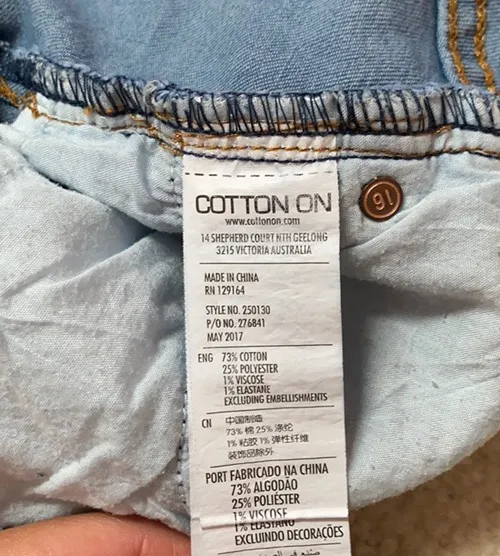 COTTON ON
www.cottonon.com
14 SHEPHERD COURT NTH GEELONG
3215 VICTORIA AUSTRALIA
MADE IN CHINA
RN 129164
STYLE NO. 250130
P/O NO. 276841
MAY 2017
ENG 73% COTTON
25% POLYESTER
1% VISCOSE
1% ELASTANE
EXCLUDING EMBELLISHMENTS
CN 中国制造
73% 棉 25% 涤纶
1% 粘胶 1% 弹性纤维
装饰品除外
PORT FABRICADO NA CHINA
73% ALGODÃO
25% POLIÉSTER
1% VISCOSE
1% ELASTANO
EXCLUINDO DECORAÇÕES
16